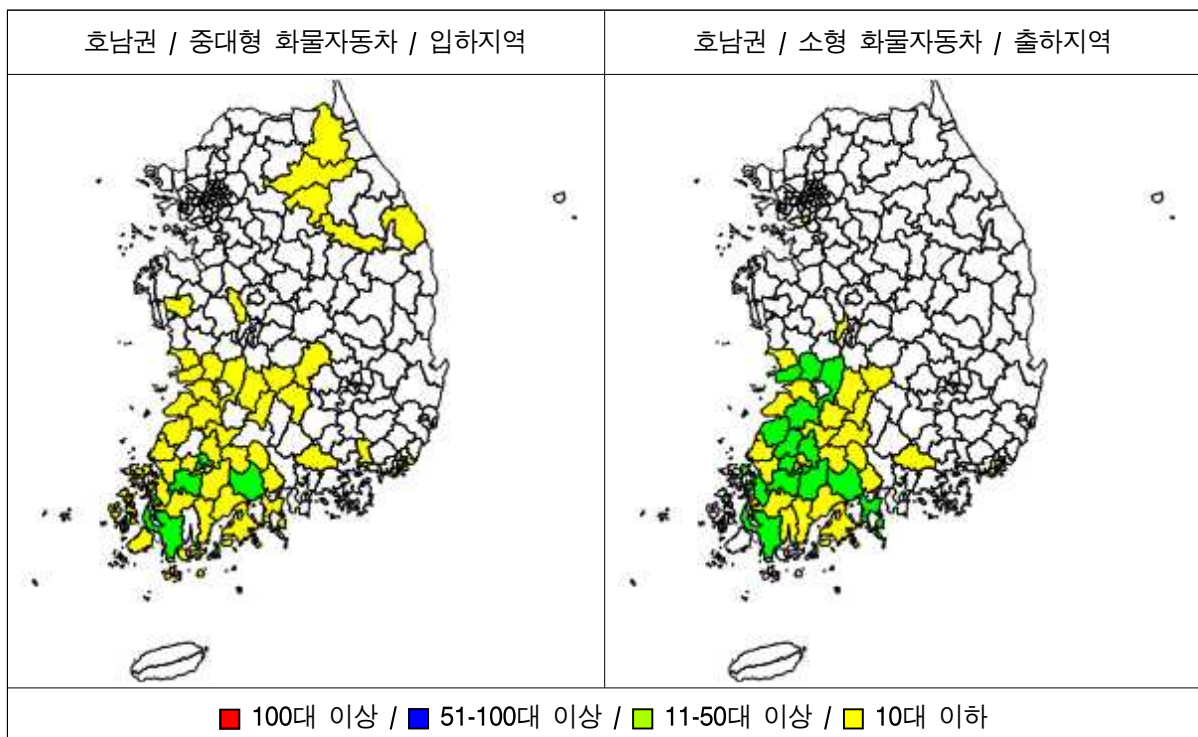 호남권 / 중대형 화물자동차 / 입하지역
호남권 / 소형 화물자동차 / 출하지역
100대 이상 / 51-100대 이상 / 11-50대 이상 / 10대 이하